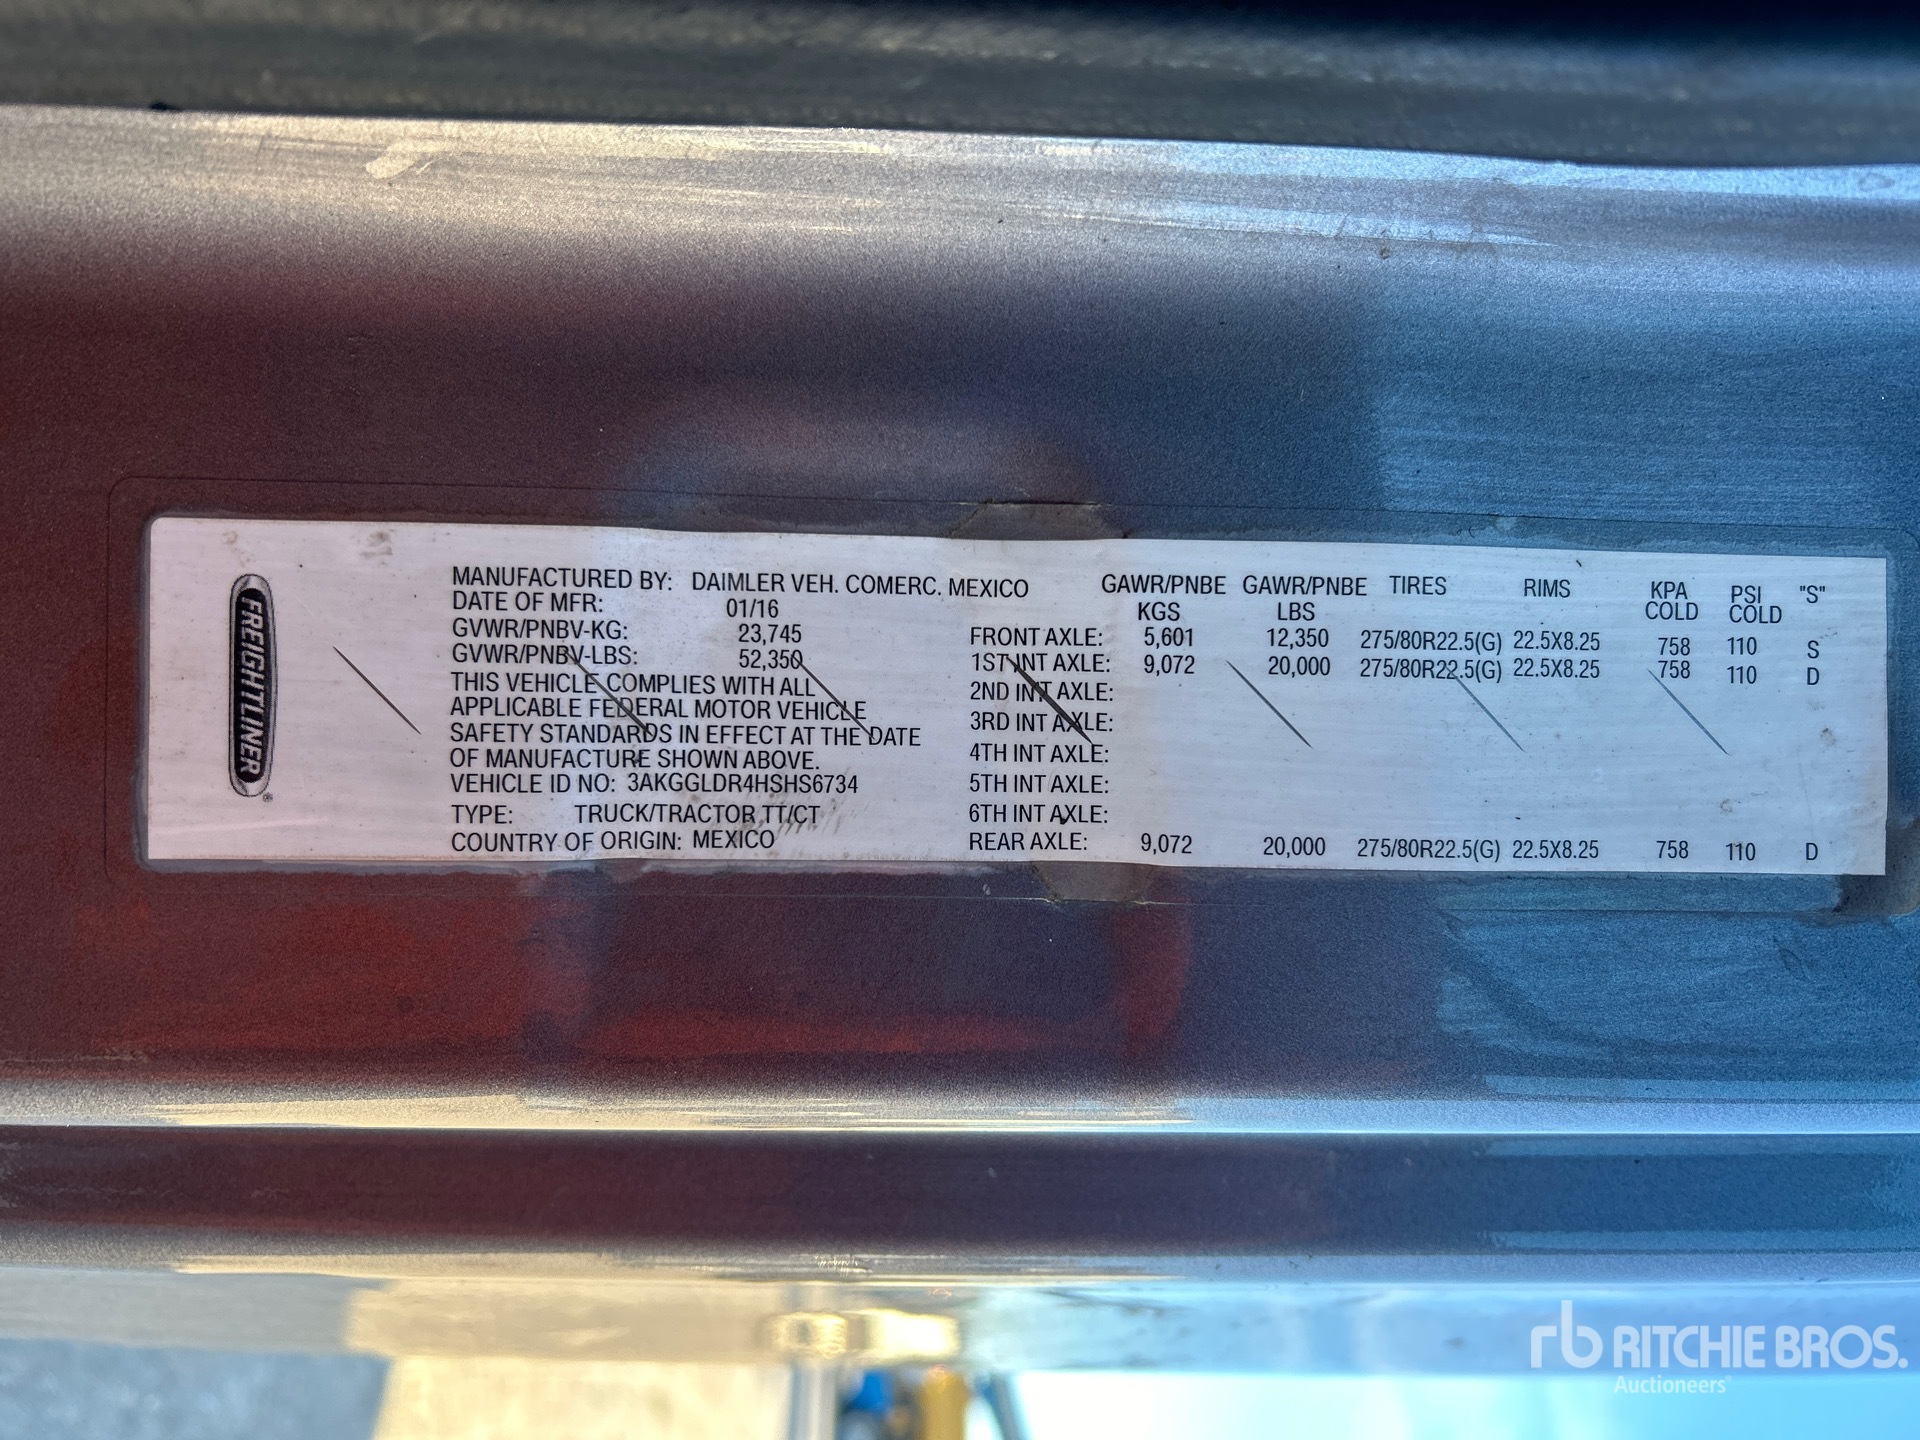 FREIGHTLINER®
MANUFACTURED BY: DAIMLER VEH. COMERC. MEXICO
DATE OF MFR: 01/16
GVWR/PNBV-KG: 23,745
GVWR/PNBV-LBS: 52,350
THIS VEHICLE COMPLIES WITH ALL
APPLICABLE FEDERAL MOTOR VEHICLE
SAFETY STANDARDS IN EFFECT AT THE DATE
OF MANUFACTURE SHOWN ABOVE.
VEHICLE ID NO: 3AKGGLDR4HSHS6734
TYPE: TRUCK/TRACTOR TT/CT
COUNTRY OF ORIGIN: MEXICO
GAWR/PNBE GAWR/PNBE TIRES RIMS KPA PSI "S"
KGS LBS COLD COLD
FRONT AXLE: 5,601 12,350 275/80R22.5(G) 22.5X8.25 758 110 S
1ST INT AXLE: 9,072 20,000 275/80R22.5(G) 22.5X8.25 758 110 D
2ND INT AXLE:
3RD INT AXLE:
4TH INT AXLE:
5TH INT AXLE:
6TH INT AXLE:
REAR AXLE: 9,072 20,000 275/80R22.5(G) 22.5X8.25 758 110 D
rb RITCHIE BROS.
Auctioneers